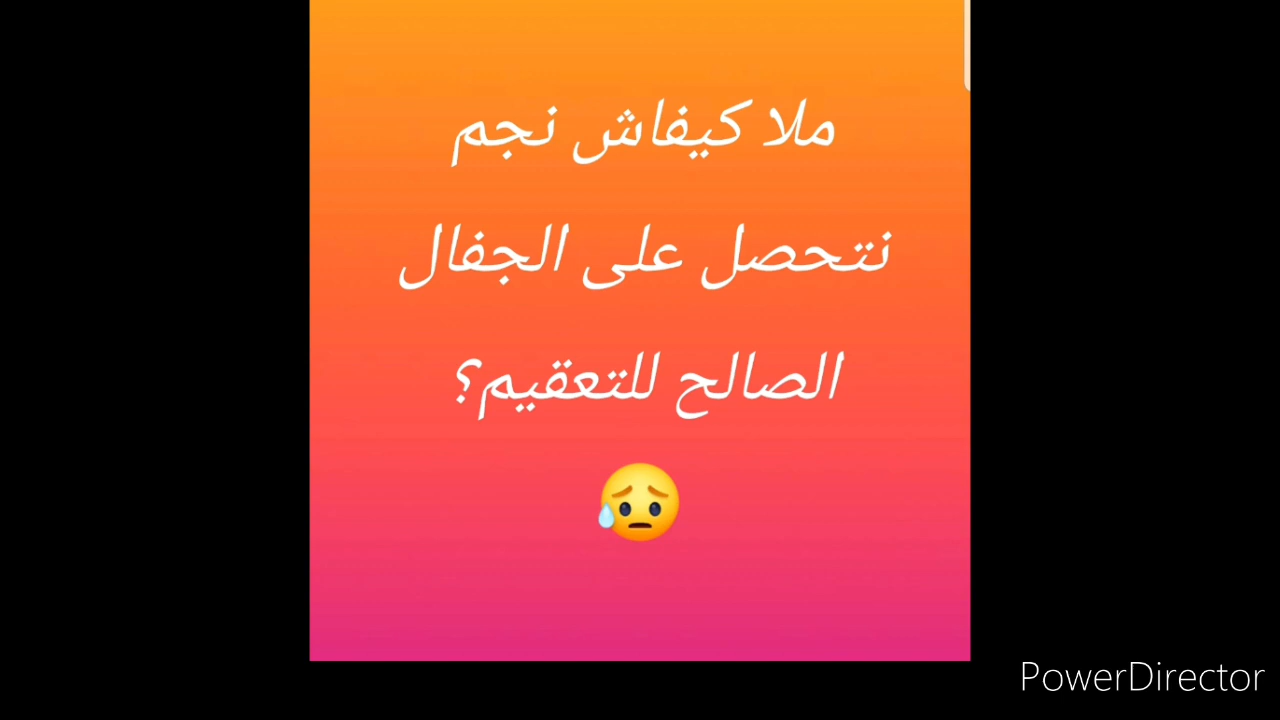 ملا كيفاش نجم
نتحصل على الجفال
الصالح للتعقيم؟
😥
PowerDirector